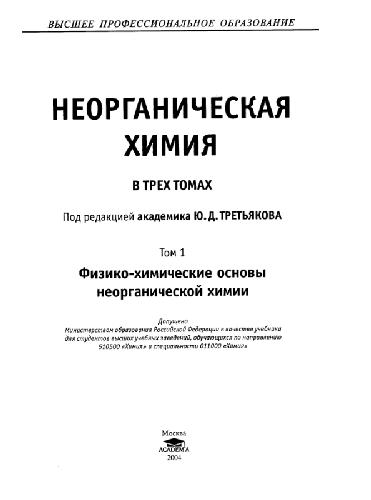 ВЫСШЕЕ ПРОФЕССИОНАЛЬНОЕ ОБРАЗОВАНИЕ
НЕОРГАНИЧЕСКАЯ
ХИМИЯ
В ТРЕХ ТОМАХ
Под редакцией академика Ю.Д.ТРЕТЬЯКОВА
Том 1
Физико-химические основы
неорганической химии
Допущено
Министерством образования Российской Федерации в качестве учебника
для студентов высших учебных заведений, обучающихся по направлению
510500 «Химия» и специальности 011000 «Химия»
Москва
ACADEMA
2004